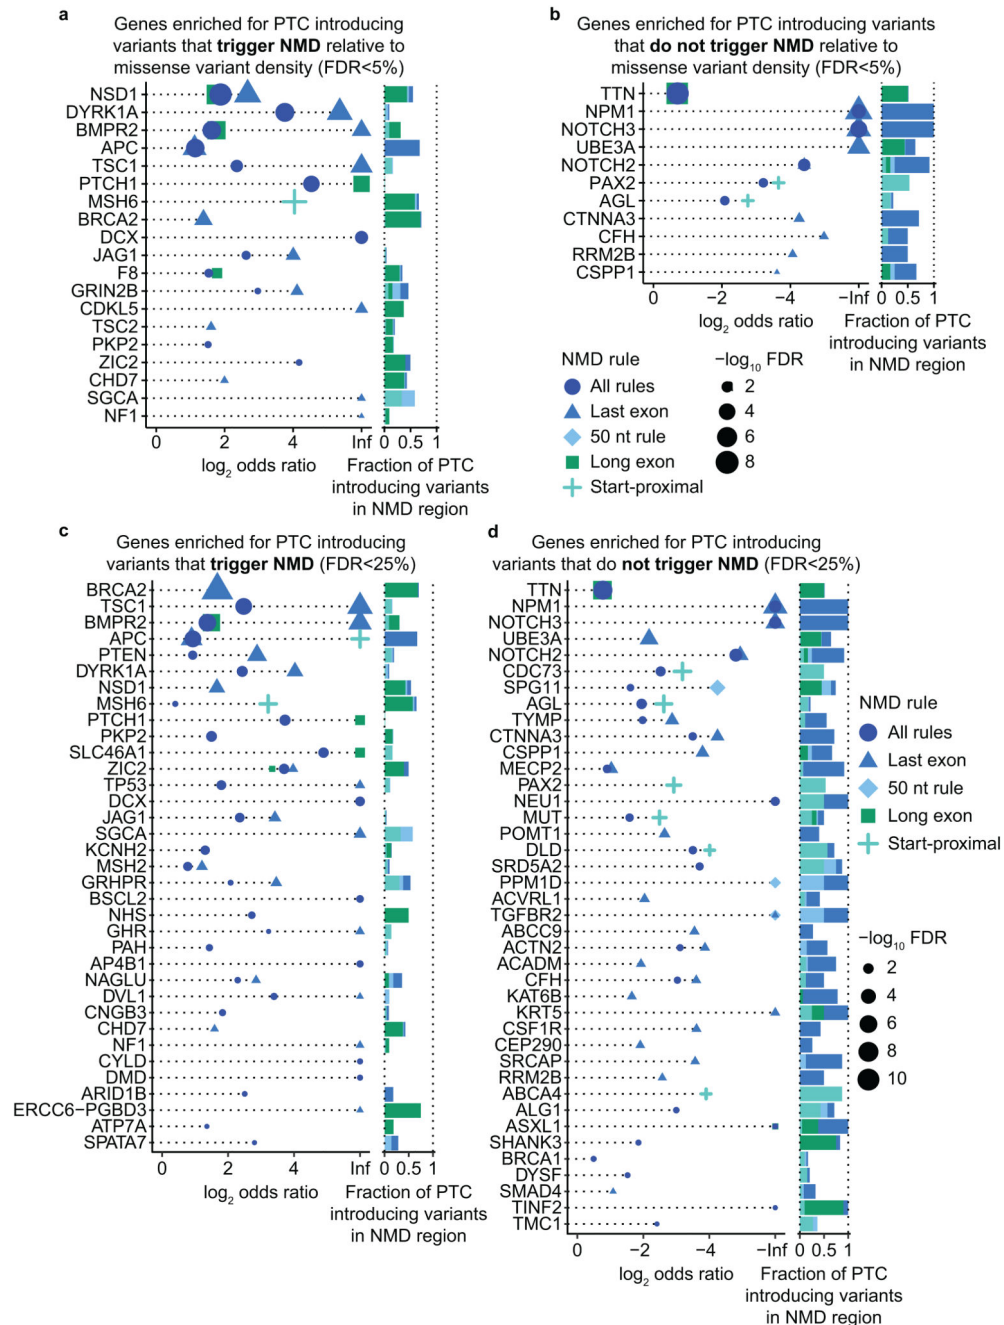 a
Genes enriched for PTC introducing
variants that trigger NMD relative to
missense variant density (FDR<5%)
NSD1
DYRK1A
BMPR2
APC
TSC1
PTCH1
MSH6
BRCA2
DCX
JAG1
F8
GRIN2B
CDKL5
TSC2
PKP2
ZIC2
CHD7
SGCA
NF1
0 2 4 Inf
log2 odds ratio
0 0.5 1
Fraction of PTC
introducing variants
in NMD region
b
Genes enriched for PTC introducing variants
that do not trigger NMD relative to
missense variant density (FDR<5%)
TTN
NPM1
NOTCH3
UBE3A
NOTCH2
PAX2
AGL
CTNNA3
CFH
RRM2B
CSPP1
0 −2 −4 −Inf
log2 odds ratio
0 0.5 1
Fraction of PTC
introducing variants
in NMD region
NMD rule
All rules
Last exon
50 nt rule
Long exon
Start−proximal
−log10 FDR
2
4
6
8
c
Genes enriched for PTC introducing
variants that trigger NMD (FDR<25%)
BRCA2
TSC1
BMPR2
APC
PTEN
DYRK1A
NSD1
MSH6
PTCH1
PKP2
SLC46A1
ZIC2
TP53
DCX
JAG1
SGCA
KCNH2
MSH2
GRHPR
BSCL2
NHS
GHR
PAH
AP4B1
NAGLU
DVL1
CNGB3
CHD7
NF1
CYLD
DMD
ARID1B
ERCC6−PGBD3
ATP7A
SPATA7
0 2 4 Inf
log2 odds ratio
0 0.5 1
Fraction of PTC
introducing variants
in NMD region
d
Genes enriched for PTC introducing
variants that do not trigger NMD (FDR<25%)
TTN
NPM1
NOTCH3
UBE3A
NOTCH2
CDC73
SPG11
AGL
TYMP
CTNNA3
CSPP1
MECP2
PAX2
NEU1
MUT
POMT1
DLD
SRD5A2
PPM1D
ACVRL1
TGFBR2
ABCC9
ACTN2
ACADM
CFH
KAT6B
KRT5
CSF1R
CEP290
SRCAP
RRM2B
ABCA4
ALG1
ASXL1
SHANK3
BRCA1
DYSF
SMAD4
TINF2
TMC1
0 −2 −4 −Inf
log2 odds ratio
0 0.5 1
Fraction of PTC
introducing variants
in NMD region
NMD rule
All rules
Last exon
50 nt rule
Long exon
Start−proximal
−log10 FDR
2
4
6
8
10